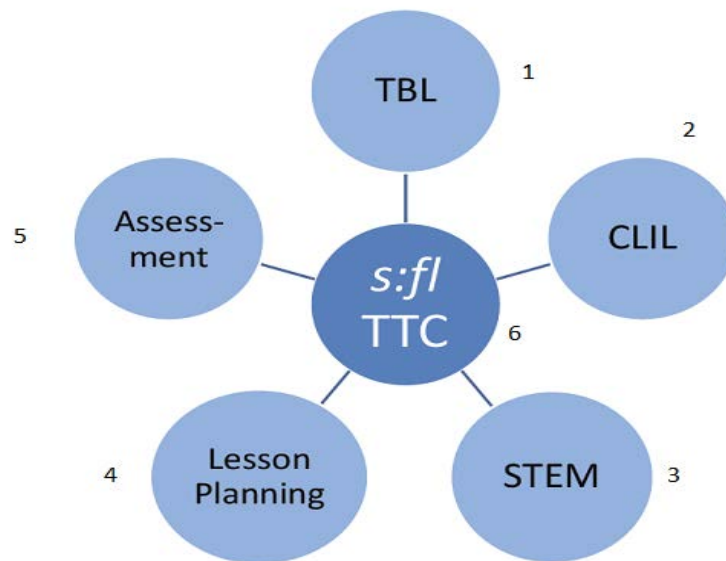 TBL
1
2
CLIL
Assess-
ment
5
s:fl
TTC
6
Lesson
Planning
4
STEM
3